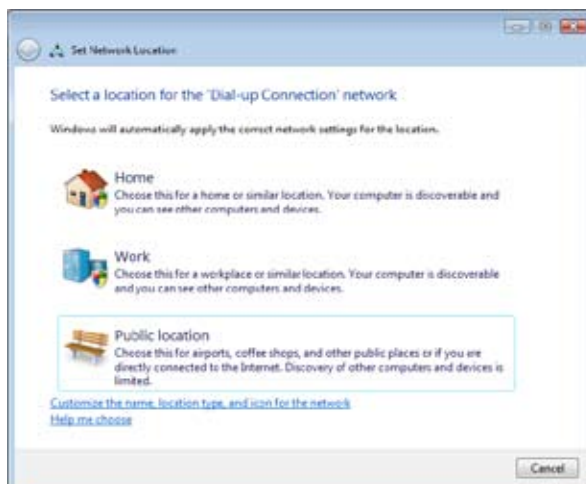 Set Network Location
Select a location for the 'Dial-up Connection' network
Windows will automatically apply the correct network settings for the location.
Home
Choose this for a home or similar location. Your computer is discoverable and
you can see other computers and devices.
Work
Choose this for a workplace or similar location. Your computer is discoverable
and you can see other computers and devices.
Public location
Choose this for airports, coffee shops, and other public places or if you are
directly connected to the Internet. Discovery of other computers and devices is
limited.
Customize the name, location type, and icon for the network
Help me choose
Cancel